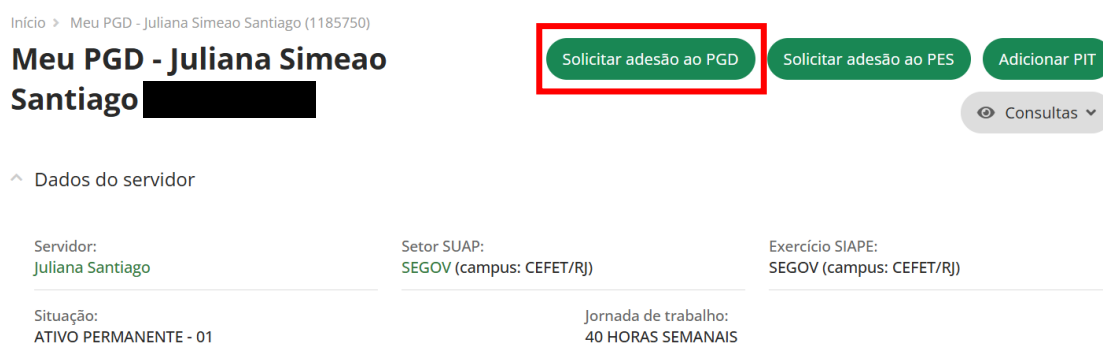 Início > Meu PGD - Juliana Simeao Santiago (1185750)
Meu PGD - Juliana Simeao
Santiago
Solicitar adesão ao PGD
Solicitar adesão ao PES
Adicionar PIT
Consultas
Dados do servidor
Servidor:
Juliana Santiago
Setor SUAP:
SEGOV (campus: CEFET/RJ)
Exercício SIAPE:
SEGOV (campus: CEFET/RJ)
Situação:
ATIVO PERMANENTE - 01
Jornada de trabalho:
40 HORAS SEMANAIS